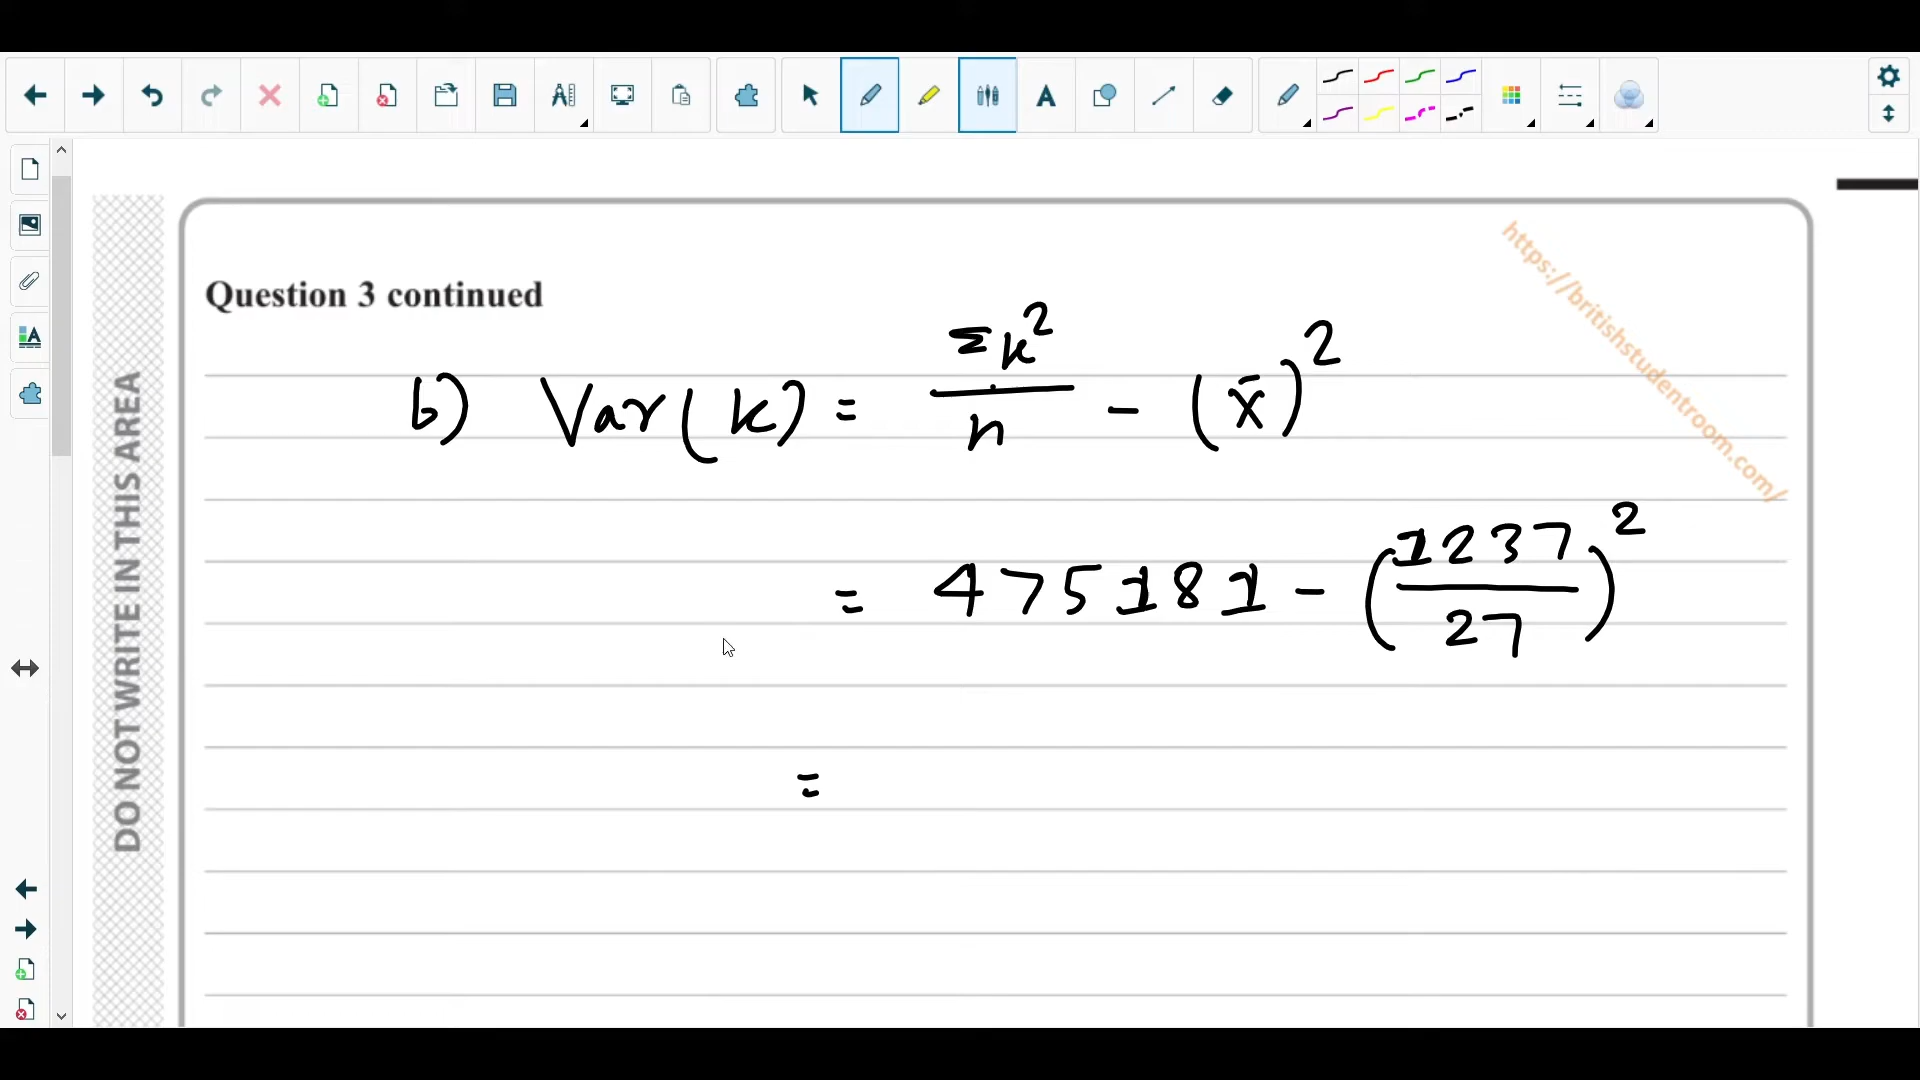 Question 3 continued
https://britishstudentroom.com/
b) Var(k) = Σk²/n - (x̄)²
= 475181 - (1237/27)²
=
DO NOT WRITE IN THIS AREA